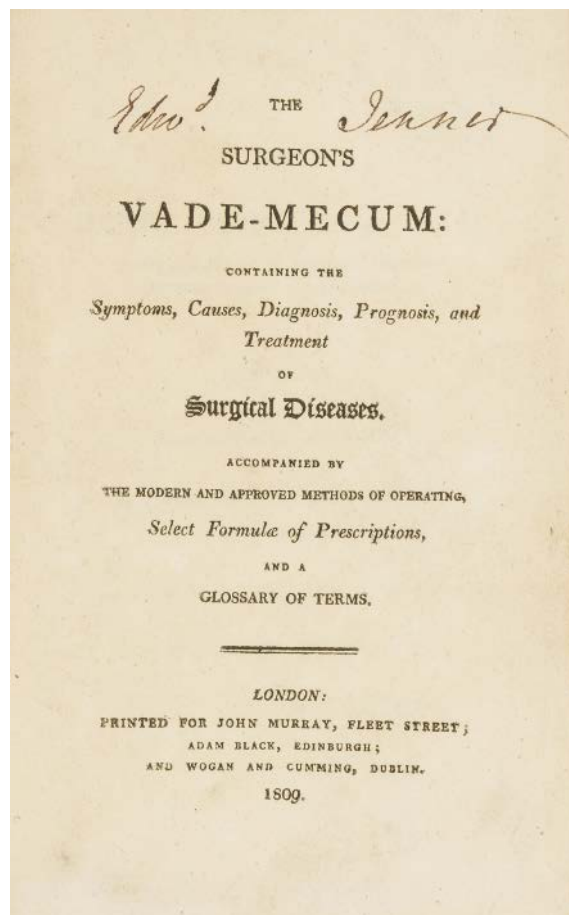 THE
Edwd. Jenner
SURGEON'S
VADE-MECUM:
CONTAINING THE
Symptoms, Causes, Diagnosis, Prognosis, and
Treatment
OF
Surgical Diseases.
ACCOMPANIED BY
THE MODERN AND APPROVED METHODS OF OPERATING,
Select Formulæ of Prescriptions,
AND A
GLOSSARY OF TERMS.
LONDON:
PRINTED FOR JOHN MURRAY, FLEET STREET;
ADAM BLACK, EDINBURGH;
AND WOGAN AND CUMMING, DUBLIN.
1809.